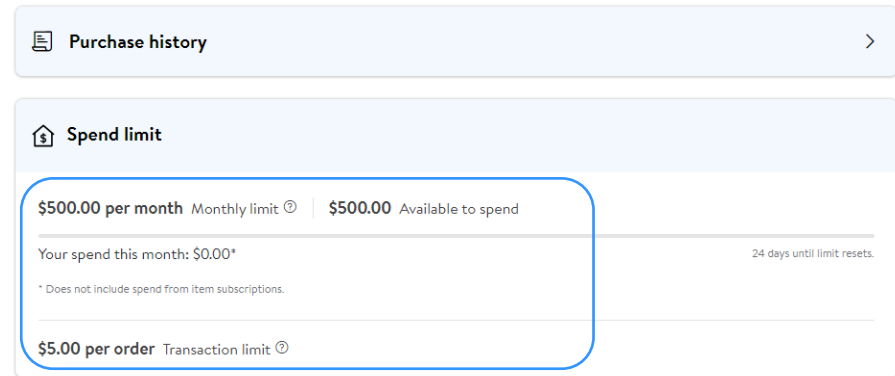 Purchase history
Spend limit
$500.00 per month Monthly limit $500.00 Available to spend
Your spend this month: $0.00*
24 days until limit resets.
* Does not include spend from item subscriptions.
$5.00 per order Transaction limit